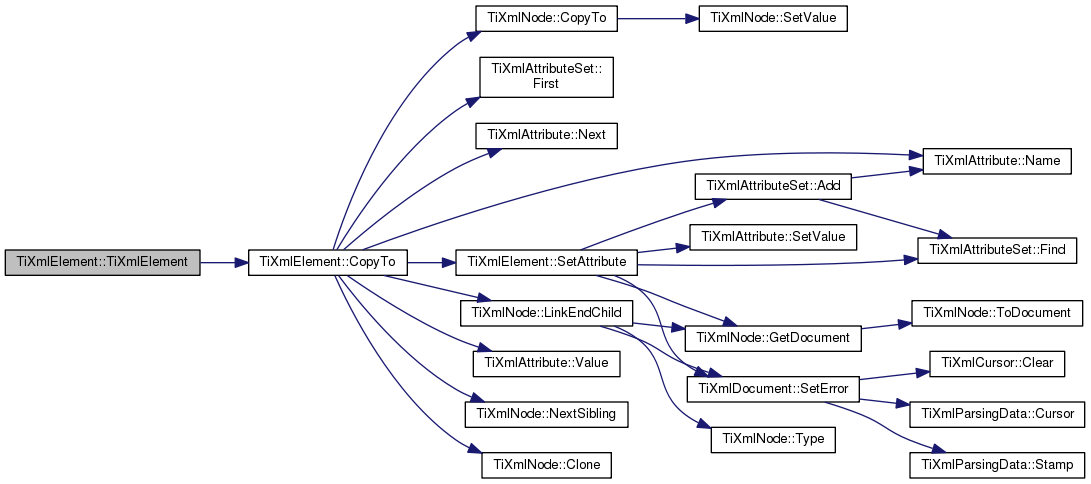 TiXmlElement::TiXmlElement
TiXmlElement::CopyTo
TiXmlNode::CopyTo
TiXmlNode::SetValue
TiXmlAttributeSet::
First
TiXmlAttribute::Next
TiXmlAttribute::Name
TiXmlAttributeSet::Add
TiXmlAttribute::SetValue
TiXmlAttributeSet::Find
TiXmlElement::SetAttribute
TiXmlNode::LinkEndChild
TiXmlNode::GetDocument
TiXmlNode::ToDocument
TiXmlAttribute::Value
TiXmlDocument::SetError
TiXmlCursor::Clear
TiXmlParsingData::Cursor
TiXmlNode::NextSibling
TiXmlNode::Type
TiXmlNode::Clone
TiXmlParsingData::Stamp